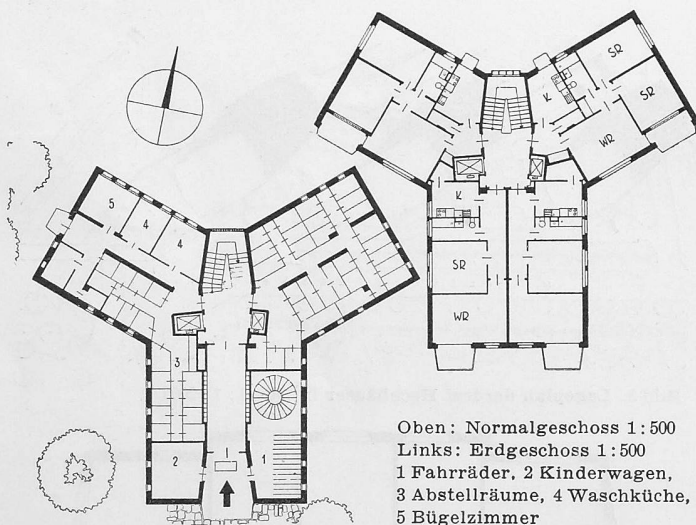 SR
SR
WR
K
K
SR
WR
5
4
4
3
2
1
Oben: Normalgeschoss 1:500
Links: Erdgeschoss 1:500
1 Fahrräder, 2 Kinderwagen,
3 Abstellräume, 4 Waschküche,
5 Bügelzimmer